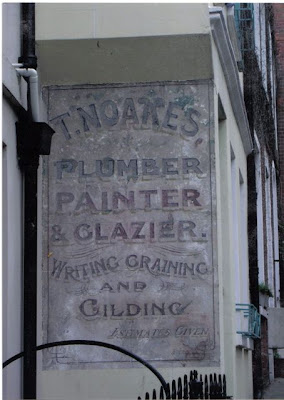 T. NOAKES
PLUMBER
PAINTER
& GLAZIER.
WRITING GRAINING
AND
GILDING
ESTIMATES GIVEN